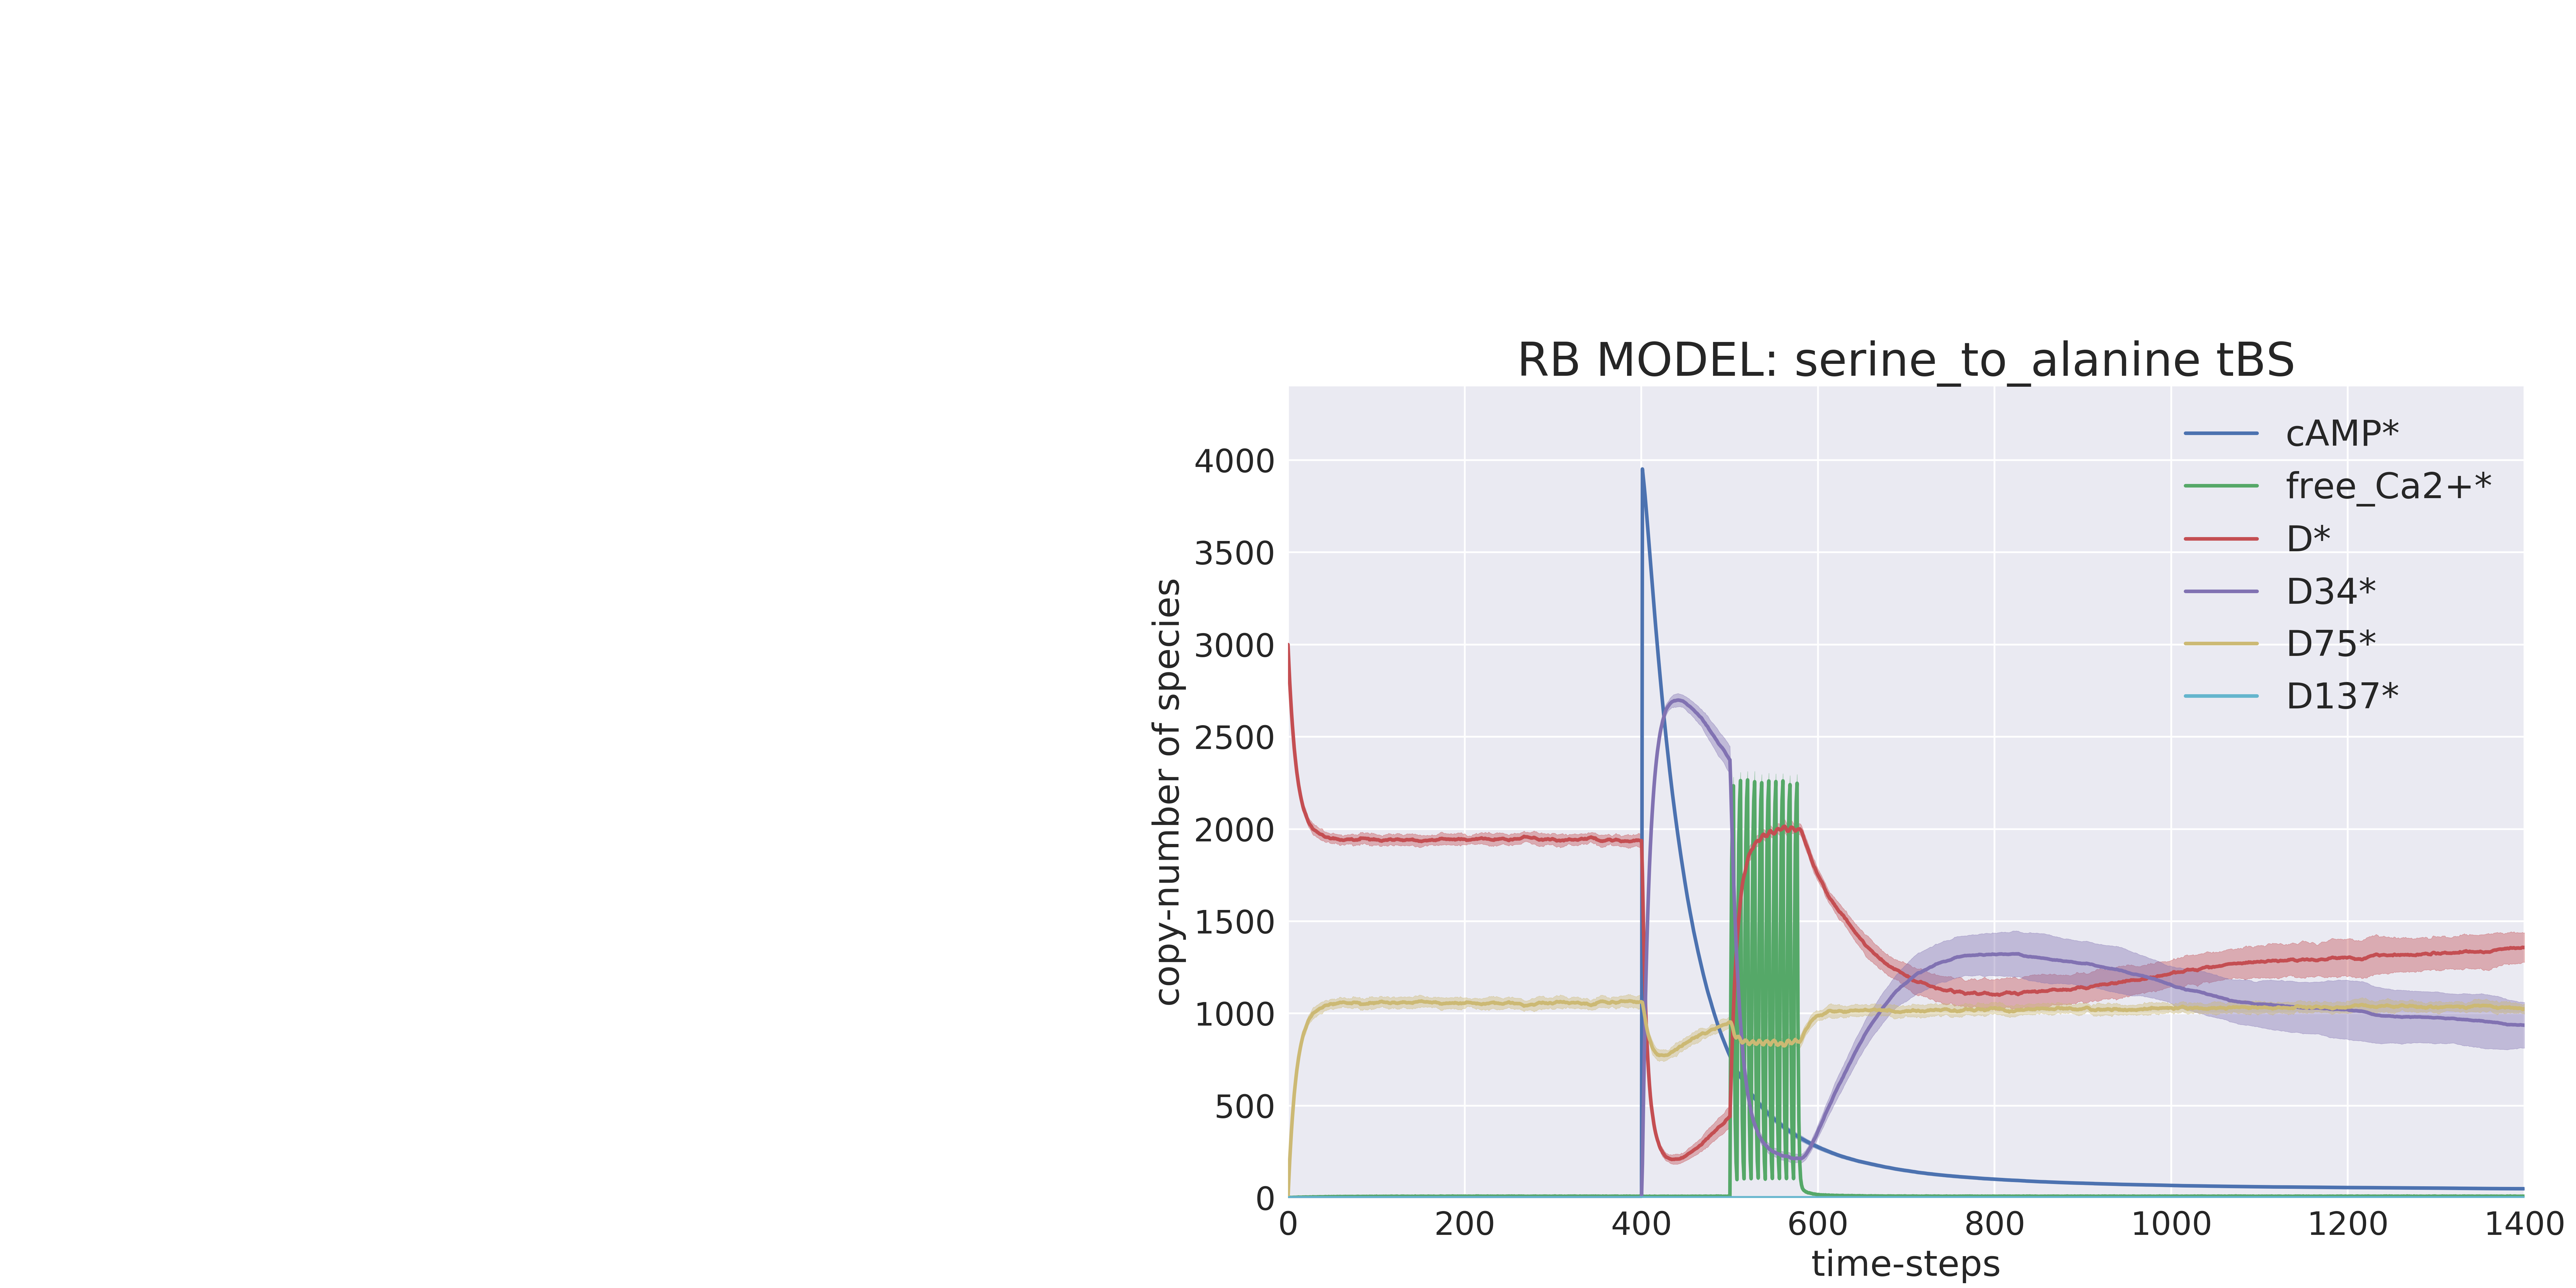 RB MODEL: serine_to_alanine tBS
cAMP*
free_Ca2+*
D*
D34*
D75*
D137*
copy-number of species
4000
3500
3000
2500
2000
1500
1000
500
0
0 200 400 600 800 1000 1200 1400
time-steps